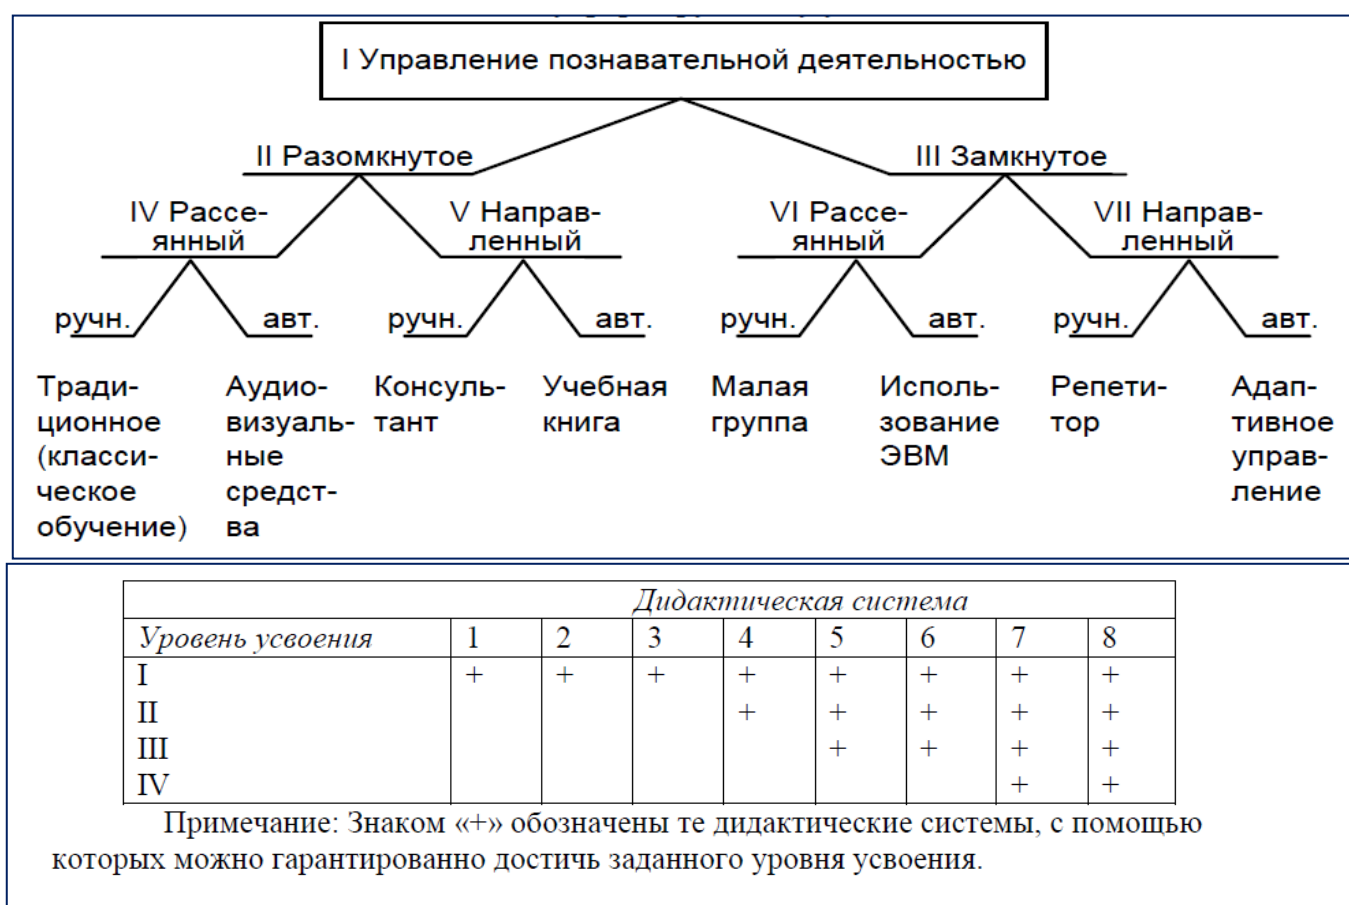 I Управление познавательной деятельностью
II Разомкнутое
III Замкнутое
IV Рассе-
янный
V Направ-
ленный
VI Рассе-
янный
VII Направ-
ленный
ручн.
авт.
ручн.
авт.
ручн.
авт.
ручн.
авт.
Тради-
ционное
(класси-
ческое
обучение)
Аудио-
визуаль-
ные
средст-
ва
Консуль-
тант
Учебная
книга
Малая
группа
Исполь-
зование
ЭВМ
Репети-
тор
Адап-
тивное
управ-
ление
Дидактическая система
Уровень усвоения 1 2 3 4 5 6 7 8
I + + + + + + + +
II + + + + +
III + + + +
IV + +
Примечание: Знаком «+» обозначены те дидактические системы, с помощью
которых можно гарантированно достичь заданного уровня усвоения.